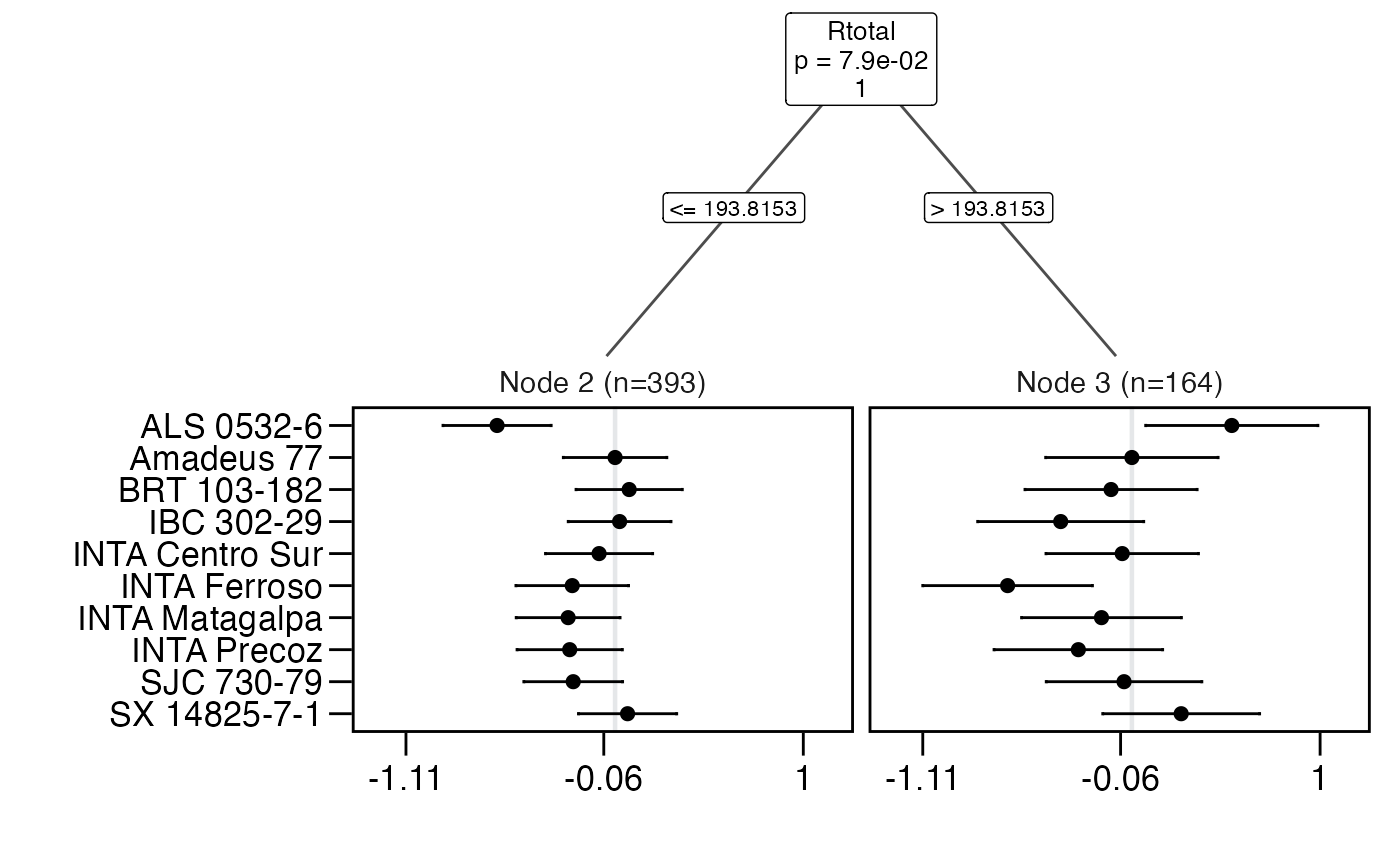 Rtotal
p = 7.9e-02
1
<= 193.8153
> 193.8153
Node 2 (n=393)
Node 3 (n=164)
ALS 0532-6
Amadeus 77
BRT 103-182
IBC 302-29
INTA Centro Sur
INTA Ferroso
INTA Matagalpa
INTA Precoz
SJC 730-79
SX 14825-7-1
-1.11 -0.06 1
-1.11 -0.06 1